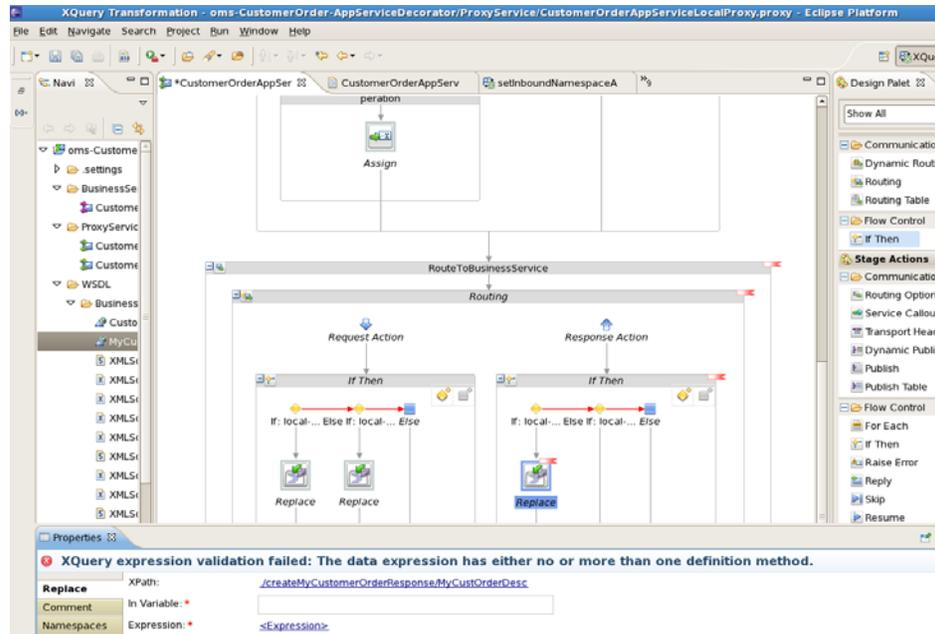 XQuery Transformation - oms-CustomerOrder-AppServiceDecorator/ProxyService/CustomerOrderAppServiceLocalProxy.proxy - Eclipse Platform
File Edit Navigate Search Project Run Window Help
XQu
Navi
*CustomerOrderAppSer
CustomerOrderAppServ
setInboundNamespaceA
»9
Design Palet
Show All
oms-Custome
.settings
BusinessSe
Custome
ProxyServic
Custome
Custome
WSDL
Business
Custo
MyCu
XMLS
XMLS
XMLS
XMLS
XMLS
XMLS
XMLS
XMLS
XMLS
peration
Assign
RouteToBusinessService
Routing
Request Action
Response Action
If Then
If Then
If: local-... Else If: local-... Else
If: local-... Else If: local-... Else
Replace
Replace
Replace
Communicatio
Dynamic Rout
Routing
Routing Table
Flow Control
If Then
Stage Actions
Communicatio
Routing Option
Service Callou
Transport Hea
Dynamic Publi
Publish
Publish Table
Flow Control
For Each
If Then
Raise Error
Reply
Skip
Resume
Properties
XQuery expression validation failed: The data expression has either no or more than one definition method.
Replace
Comment
Namespaces
XPath: ./createMyCustomerOrderResponse/MyCustOrderDesc
In Variable: *
Expression: * <Expression>